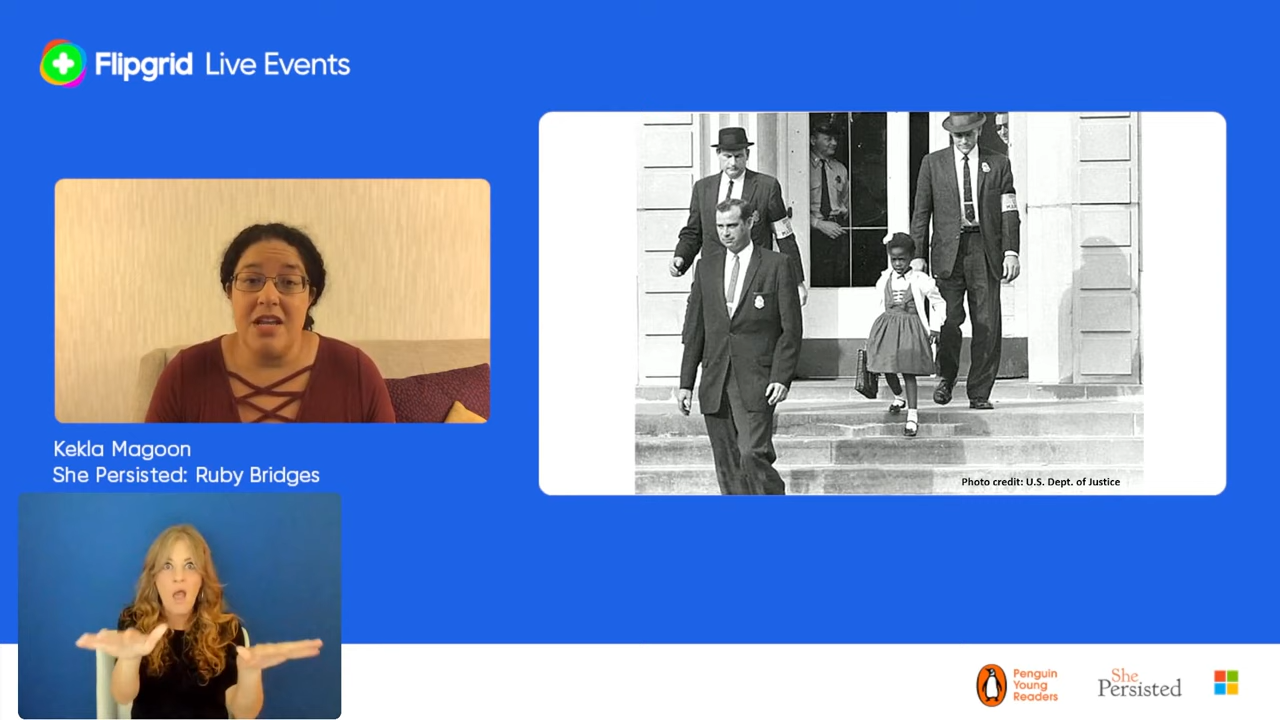 Flipgrid Live Events
Kekla Magoon
She Persisted: Ruby Bridges
Photo credit: U.S. Dept. of Justice
Penguin
Young
Readers
She
Persisted